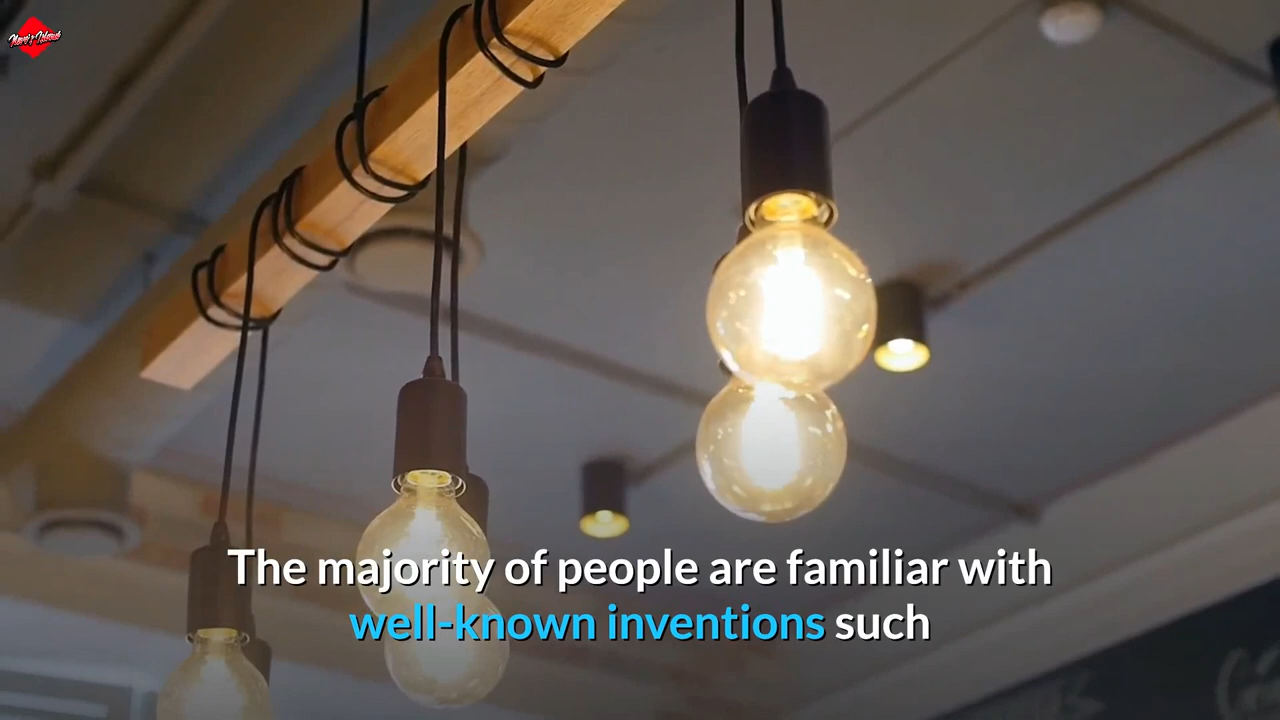 The majority of people are familiar with
well-known inventions such